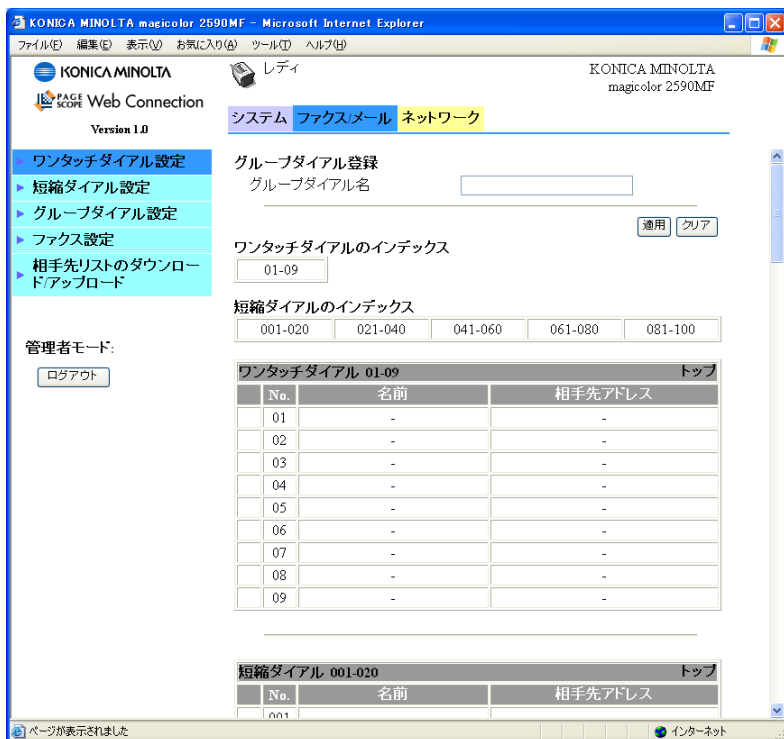 KONICA MINOLTA magicolor 2590MF - Microsoft Internet Explorer
ファイル(F) 編集(E) 表示(V) お気に入り(A) ツール(T) ヘルプ(H)
KONICA MINOLTA
PAGE SCOPE Web Connection
Version 1.0
レディ
KONICA MINOLTA
magicolor 2590MF
システム ファクス/メール ネットワーク
ワンタッチダイアル設定
短縮ダイアル設定
グループダイアル設定
ファクス設定
相手先リストのダウンロー
ド/アップロード
管理者モード:
ログアウト
グループダイアル登録
グループダイアル名
適用 クリア
ワンタッチダイアルのインデックス
01-09
短縮ダイアルのインデックス
001-020 021-040 041-060 061-080 081-100
ワンタッチダイアル 01-09 トップ
No. 名前 相手先アドレス
01 - -
02 - -
03 - -
04 - -
05 - -
06 - -
07 - -
08 - -
09 - -
短縮ダイアル 001-020 トップ
No. 名前 相手先アドレス
001
ページが表示されました インターネット